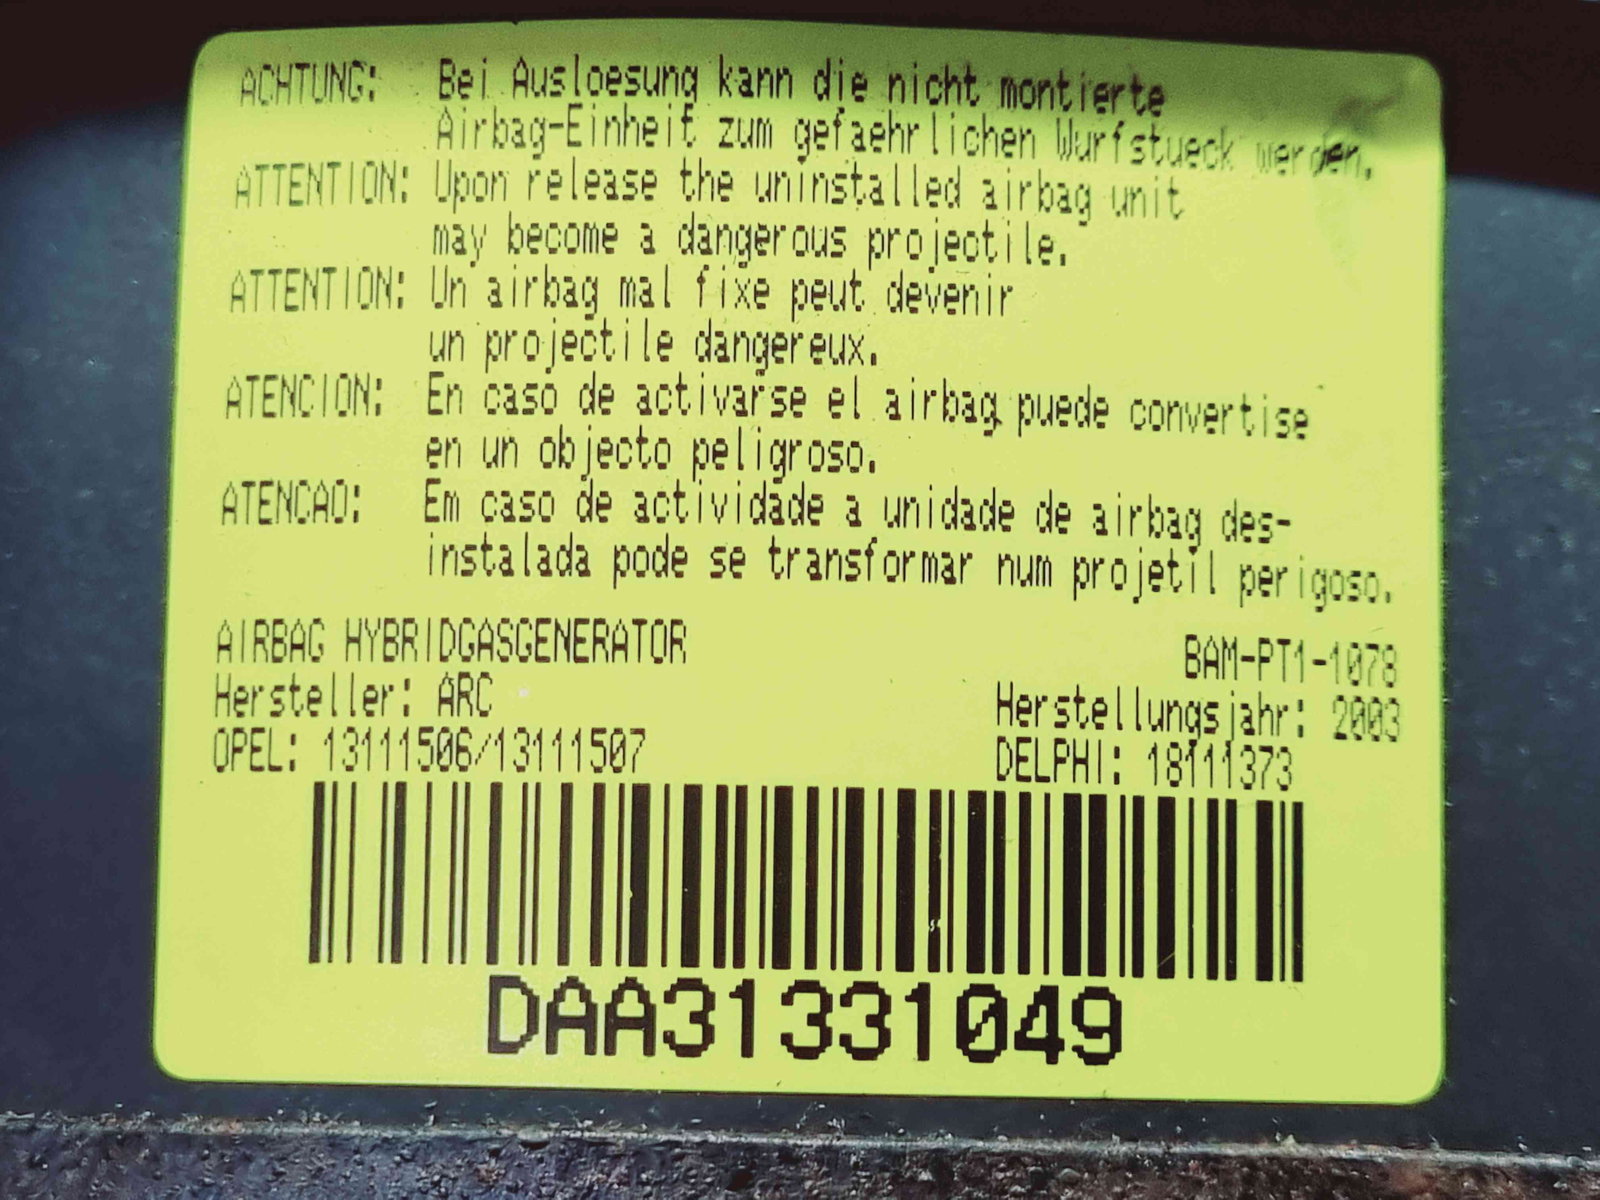 ACHTUNG: Bei Ausloesung kann die nicht montierte
Airbag-Einheit zum gefaehrlichen Wurfstueck werden.
ATTENTION: Upon release the uninstalled airbag unit
may become a dangerous projectile.
ATTENTION: Un airbag mal fixe peut devenir
un projectile dangereux.
ATENCION: En caso de activarse el airbag puede convertise
en un objecto peligroso.
ATENCAO: Em caso de actividade a unidade de airbag des-
instalada pode se transformar num projetil perigoso.
AIRBAG HYBRIDGASGENERATOR BAM-PT1-1078
Hersteller: ARC Herstellungsjahr: 2003
OPEL: 13111506/13111507 DELPHI: 18111373
DAA31331049